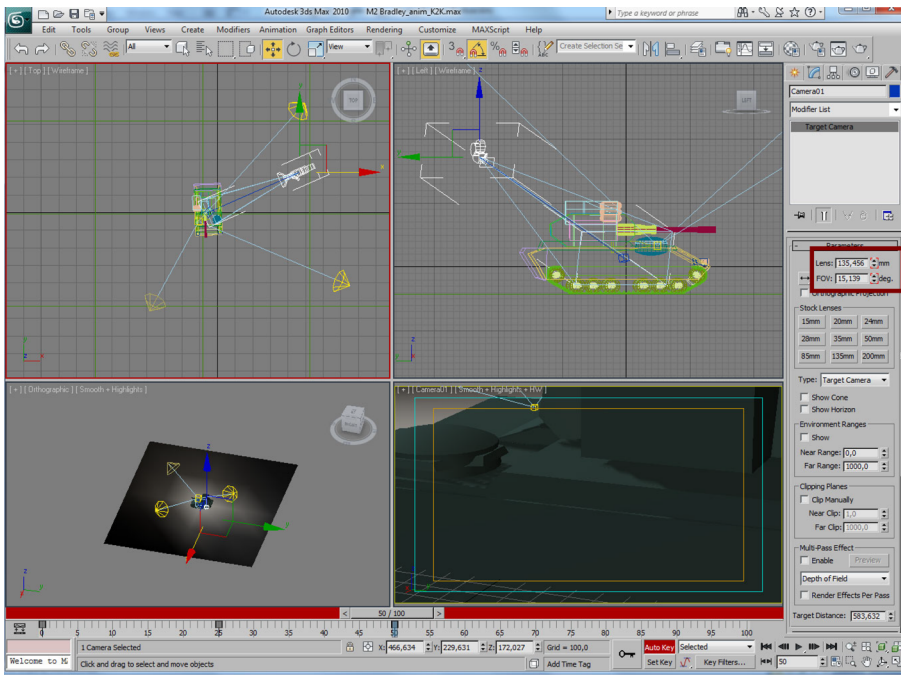 Autodesk 3ds Max 2010 M2 Bradley_anim_K2K.max
Type a keyword or phrase
Edit Tools Group Views Create Modifiers Animation Graph Editors Rendering Customize MAXScript Help
All View Create Selection Se
[ + ] [ Top ] [ Wireframe ]
TOP
[ + ] [ Left ] [ Wireframe ]
LEFT
Camera01
Modifier List
Target Camera
Parameters
Lens: 135,456 mm
FOV: 15,139 deg.
Orthographic Projection
Stock Lenses
15mm 20mm 24mm
28mm 35mm 50mm
85mm 135mm 200mm
Type: Target Camera
Show Cone
Show Horizon
Environment Ranges
Show
Near Range: 0,0
Far Range: 1000,0
Clipping Planes
Clip Manually
Near Clip: 1,0
Far Clip: 1000,0
Multi-Pass Effect
Enable Preview
Depth of Field
Render Effects Per Pass
Target Distance: 583,632
[ + ] [ Orthographic ] [ Smooth + Highlights ]
[ + ] [ Camera01 ] [ Smooth + Highlights + HW ]
< 50 / 100 >
0 5 10 15 20 25 30 35 40 45 50 55 60 65 70 75 80 85 90 95 100
1 Camera Selected X: 466,634 Y: 229,631 Z: 172,027 Grid = 100,0 Auto Key Selected
Welcome to M Click and drag to select and move objects Add Time Tag Set Key Key Filters... 50